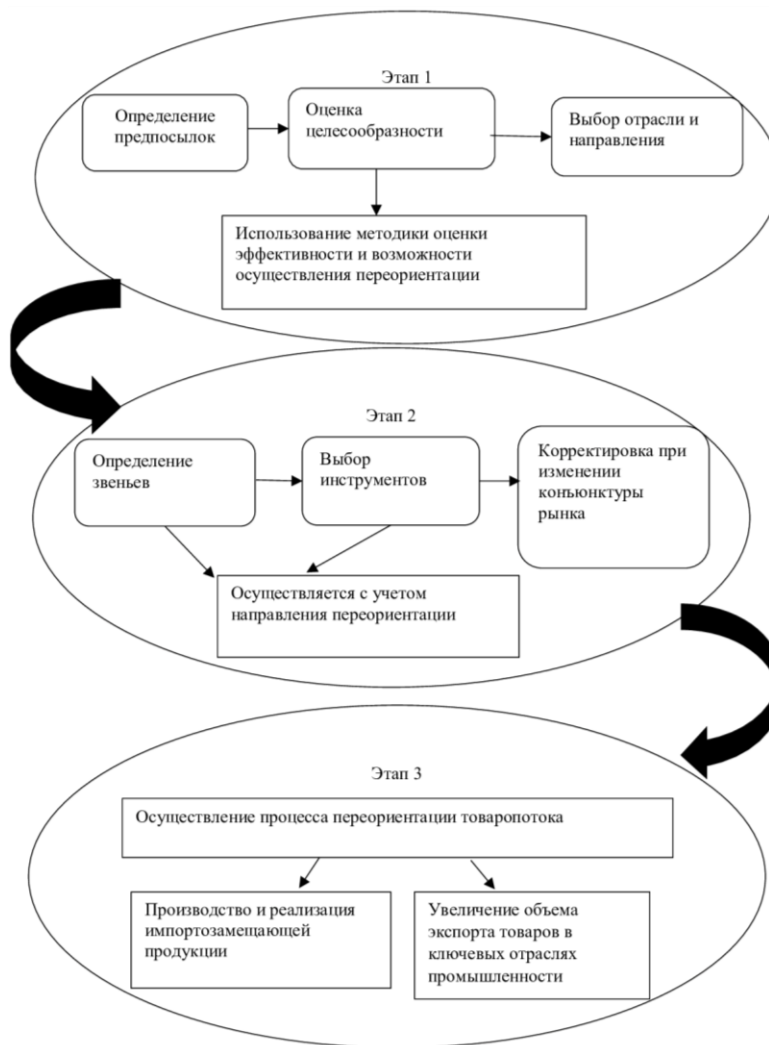 Этап 1
Определение
предпосылок
Оценка
целесообразности
Выбор отрасли и
направления
Использование методики оценки
эффективности и возможности
осуществления переориентации
Этап 2
Определение
звеньев
Выбор
инструментов
Корректировка при
изменении
конъюнктуры
рынка
Осуществляется с учетом
направления переориентации
Этап 3
Осуществление процесса переориентации товаропотока
Производство и реализация
импортозамещающей
продукции
Увеличение объема
экспорта товаров в
ключевых отраслях
промышленности